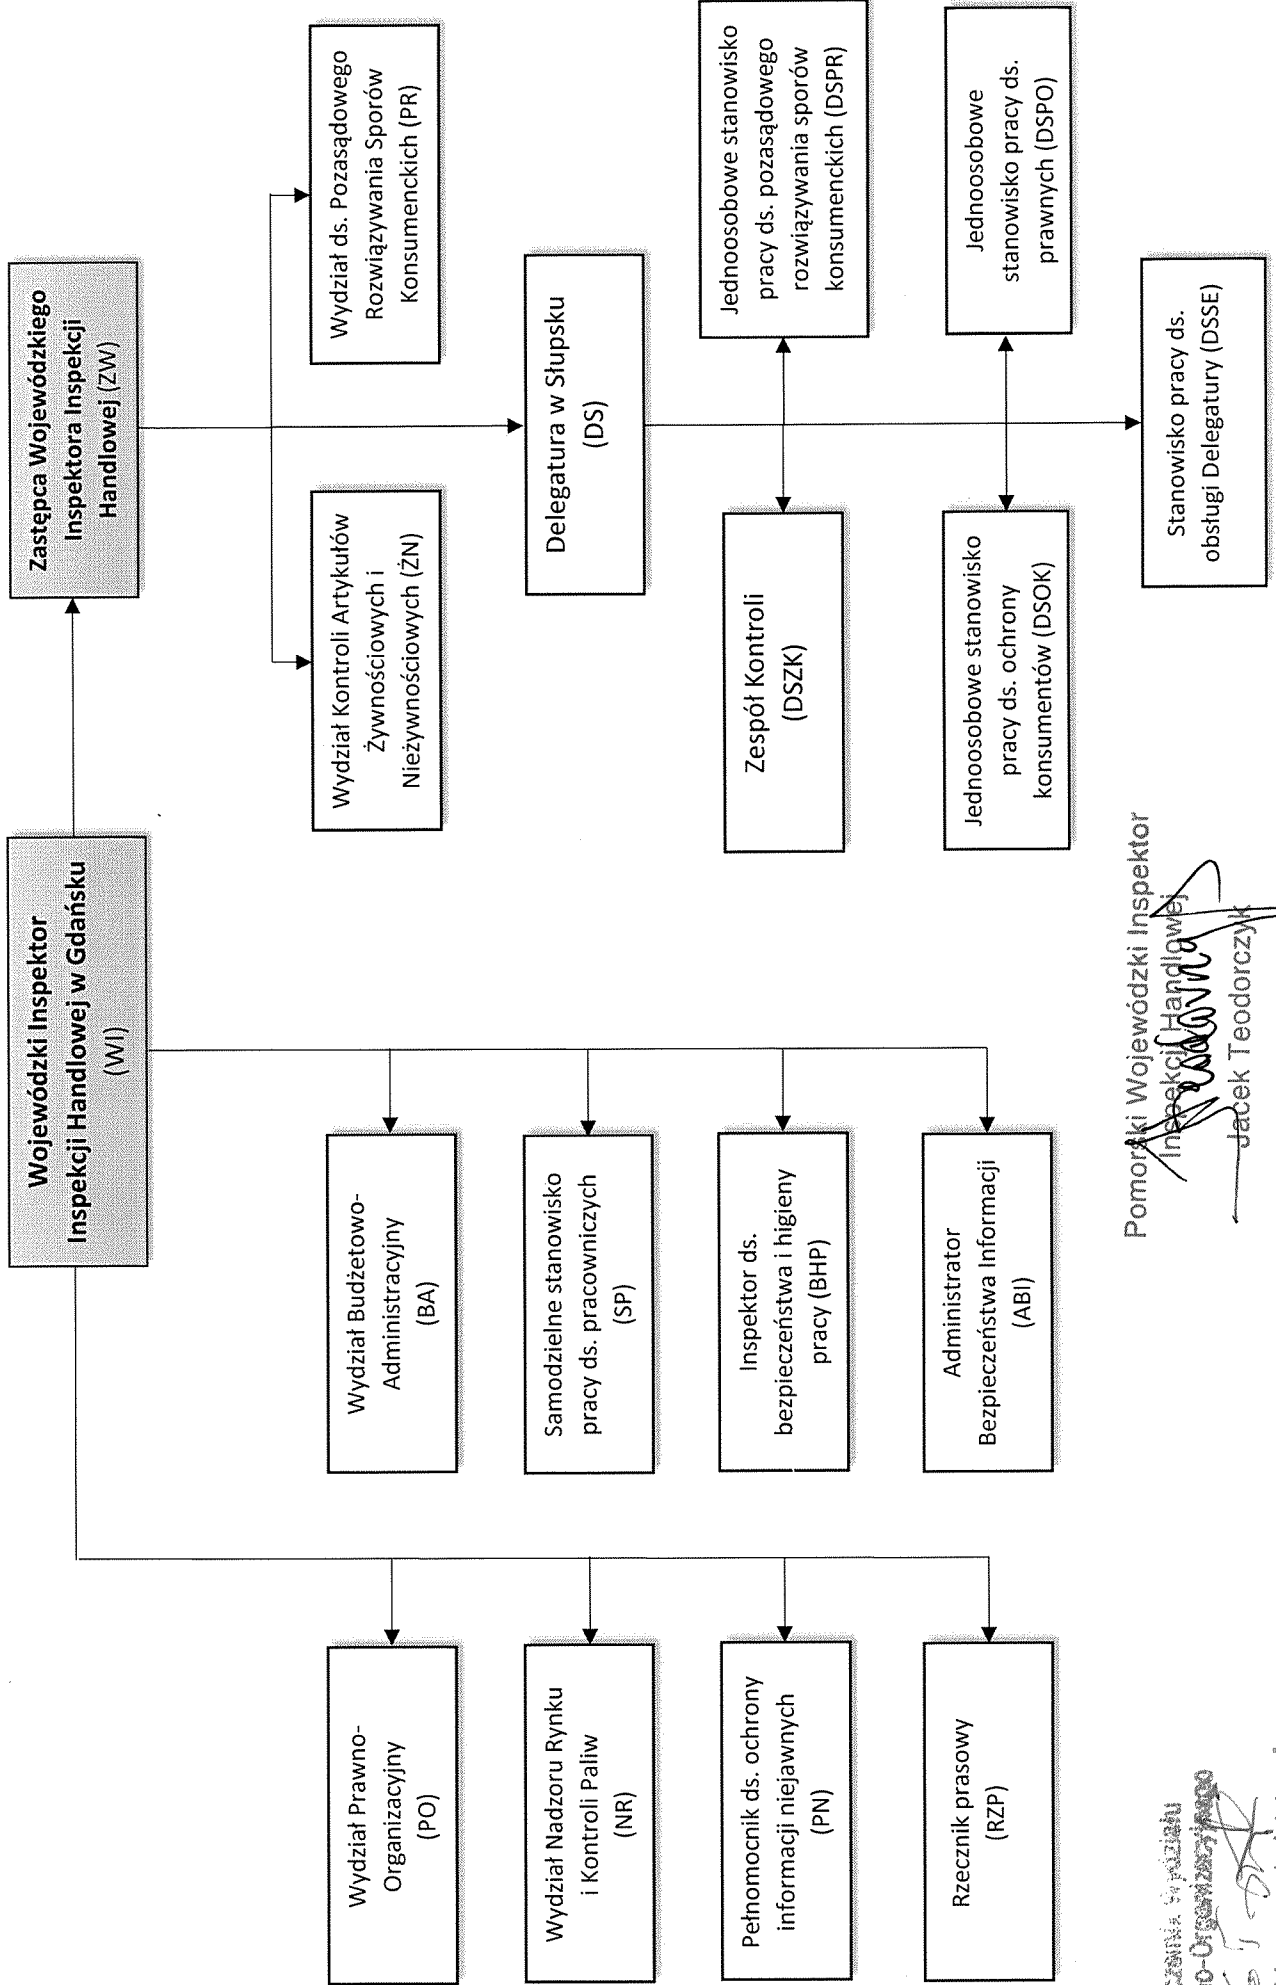 Wojewódzki Inspektor
Inspekcji Handlowej w Gdańsku
(WI)
Zastępca Wojewódzkiego
Inspektora Inspekcji
Handlowej (ZW)
Wydział Prawno-
Organizacyjny
(PO)
Wydział Nadzoru Rynku
i Kontroli Paliw
(NR)
Pełnomocnik ds. ochrony
informacji niejawnych
(PN)
Rzecznik prasowy
(RZP)
Wydział Budżetowo-
Administracyjny
(BA)
Samodzielne stanowisko
pracy ds. pracowniczych
(SP)
Inspektor ds.
bezpieczeństwa i higieny
pracy (BHP)
Administrator
Bezpieczeństwa Informacji
(ABI)
Wydział Kontroli Artykułów
Żywnościowych i
Nieżywnościowych (ŻN)
Wydział ds. Pozasądowego
Rozwiązywania Sporów
Konsumenckich (PR)
Delegatura w Słupsku
(DS)
Zespół Kontroli
(DSZK)
Jednoosobowe stanowisko
pracy ds. pozasądowego
rozwiązywania sporów
konsumenckich (DSPR)
Jednoosobowe stanowisko
pracy ds. ochrony
konsumentów (DSOK)
Jednoosobowe
stanowisko pracy ds.
prawnych (DSPO)
Stanowisko pracy ds.
obsługi Delegatury (DSSE)
Pomorski Wojewódzki Inspektor
Inspekcji Handlowej
Jacek Teodorczyk
Wydziału
o-Organizacyjnego